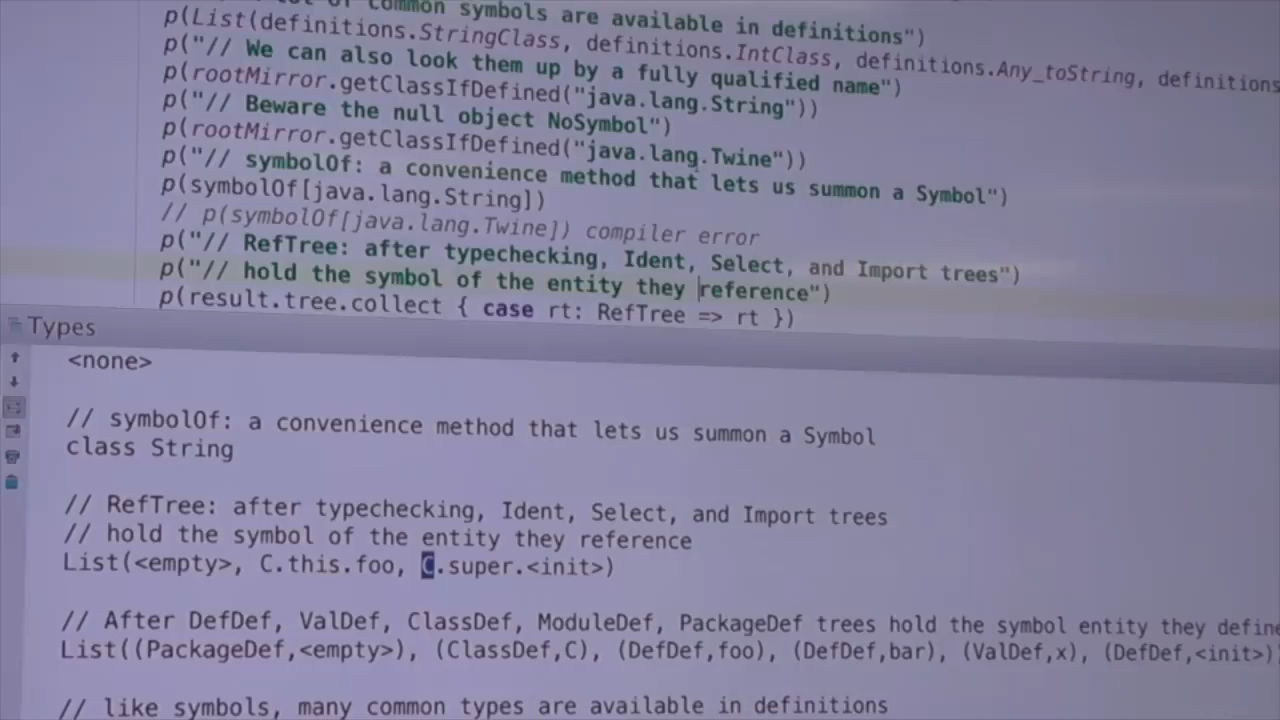 of common symbols are available in definitions")
p(List(definitions.StringClass, definitions.IntClass, definitions.Any_toString, definitions
p("// We can also look them up by a fully qualified name")
p(rootMirror.getClassIfDefined("java.lang.String"))
p("// Beware the null object NoSymbol")
p(rootMirror.getClassIfDefined("java.lang.Twine"))
p("// symbolOf: a convenience method that lets us summon a Symbol")
p(symbolOf[java.lang.String])
// p(symbolOf[java.lang.Twine]) compiler error
p("// RefTree: after typechecking, Ident, Select, and Import trees")
p("// hold the symbol of the entity they reference")
p(result.tree.collect { case rt: RefTree => rt })
Types
<none>
// symbolOf: a convenience method that lets us summon a Symbol
class String
// RefTree: after typechecking, Ident, Select, and Import trees
// hold the symbol of the entity they reference
List(<empty>, C.this.foo, C.super.<init>)
// After DefDef, ValDef, ClassDef, ModuleDef, PackageDef trees hold the symbol entity they define
List((PackageDef,<empty>), (ClassDef,C), (DefDef,foo), (DefDef,bar), (ValDef,x), (DefDef,<init>)
// like symbols, many common types are available in definitions